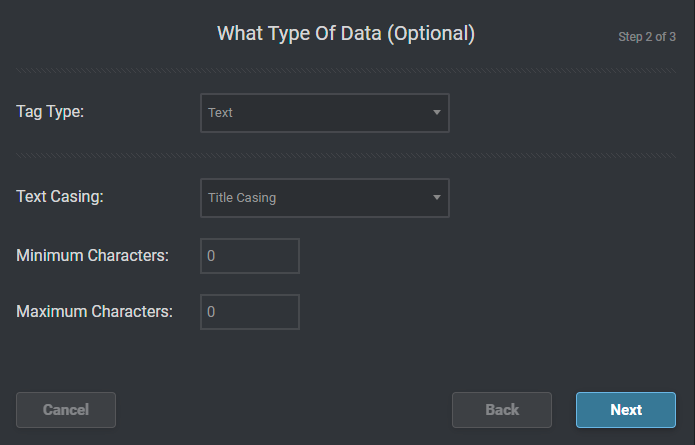 What Type Of Data (Optional)
Step 2 of 3
Tag Type:
Text
Text Casing:
Title Casing
Minimum Characters:
0
Maximum Characters:
0
Cancel
Back
Next